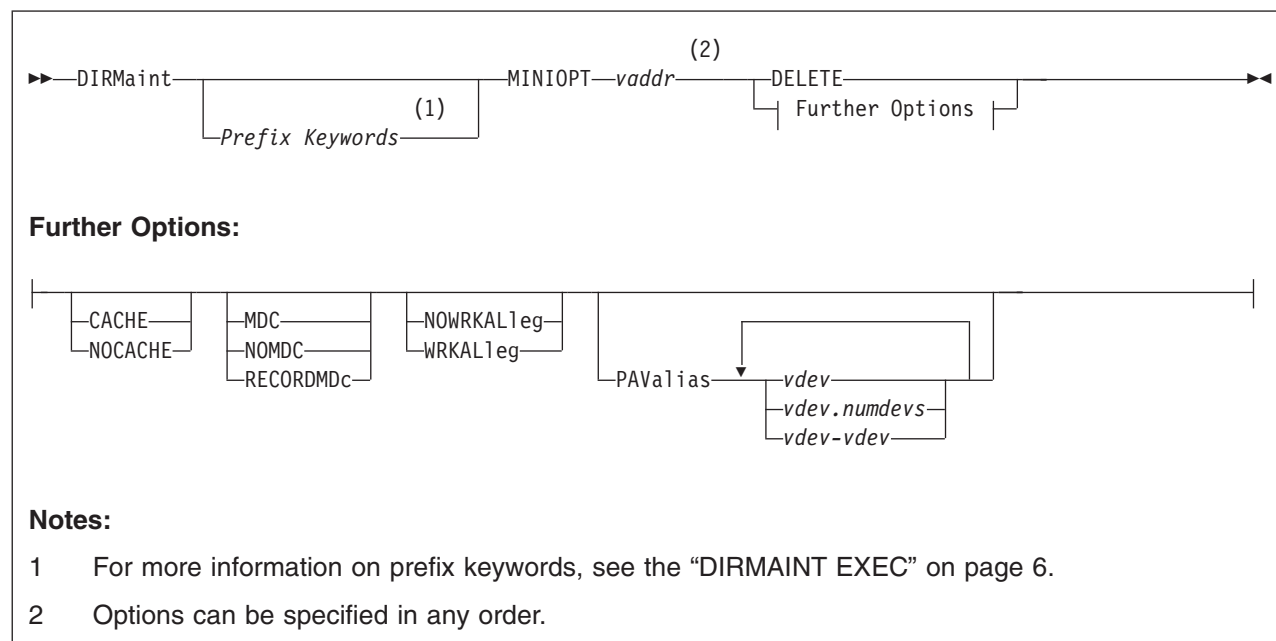 (2)
DIRMaint MINIOPT vaddr DELETE
(1) Further Options
Prefix Keywords
Further Options:
CACHE MDC NOWRKALleg
NOCACHE NOMDC WRKALleg
RECORDMDc PAValias vdev
vdev.numdevs
vdev-vdev
Notes:
1 For more information on prefix keywords, see the “DIRMAINT EXEC” on page 6.
2 Options can be specified in any order.